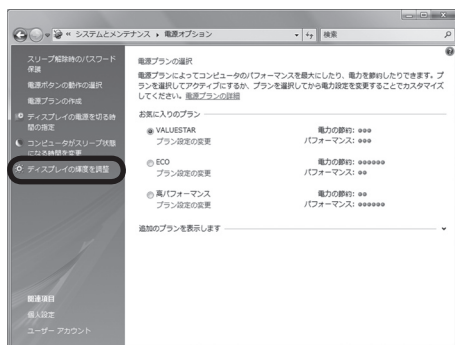 « システムとメンテナンス ▸ 電源オプション
検索
スリープ解除時のパスワード
保護
電源ボタンの動作の選択
電源プランの作成
ディスプレイの電源を切る時
間の指定
コンピュータがスリープ状態
になる時間を変更
ディスプレイの輝度を調整
関連項目
個人設定
ユーザー アカウント
電源プランの選択
電源プランによってコンピュータのパフォーマンスを最大にしたり、電力を節約したりできます。プ
ランを選択してアクティブにするか、プランを選択してから電力設定を変更することでカスタマイズ
してください。電源プランの詳細
お気に入りのプラン
VALUESTAR 電力の節約:
プラン設定の変更 パフォーマンス:
ECO 電力の節約:
プラン設定の変更 パフォーマンス:
高パフォーマンス 電力の節約:
プラン設定の変更 パフォーマンス:
追加のプランを表示します